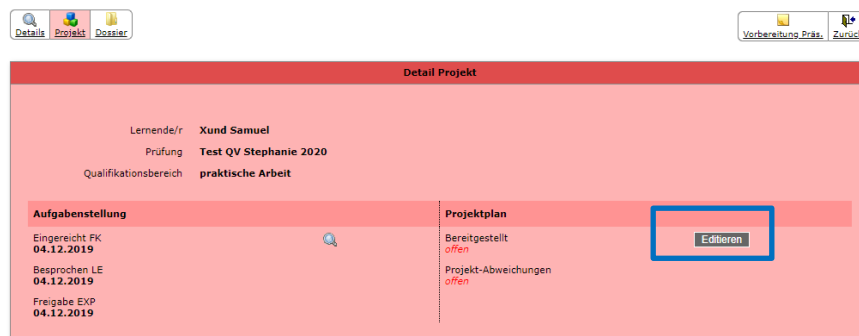 Details Projekt Dossier
Vorbereitung Präs. Zurück
Detail Projekt
Lernende/r Xund Samuel
Prüfung Test QV Stephanie 2020
Qualifikationsbereich praktische Arbeit
Aufgabenstellung
Eingereicht FK
04.12.2019
Besprochen LE
04.12.2019
Freigabe EXP
04.12.2019
Projektplan
Bereitgestellt
offen
Editieren
Projekt-Abweichungen
offen